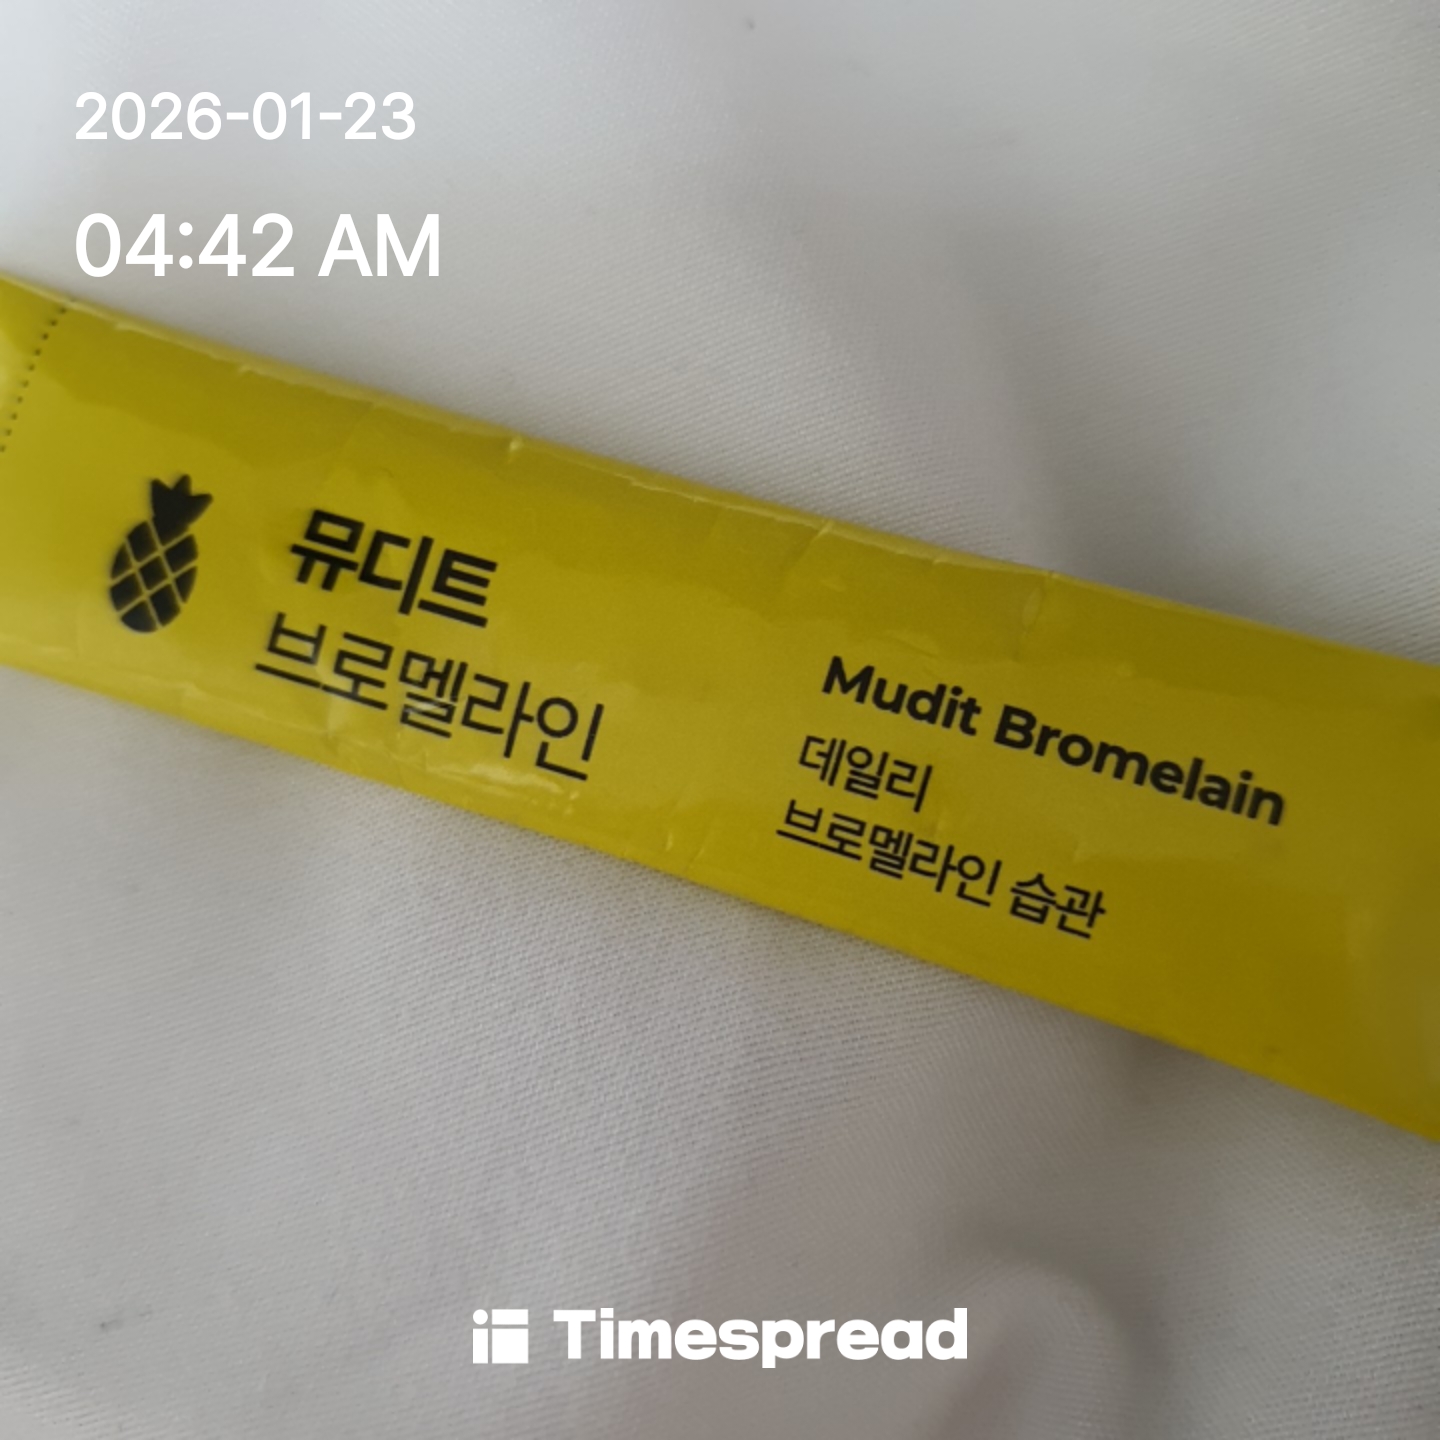 2026-01-23
04:42 AM
뮤디트
브로멜라인
Mudit Bromelain
데일리
브로멜라인 습관
Timespread